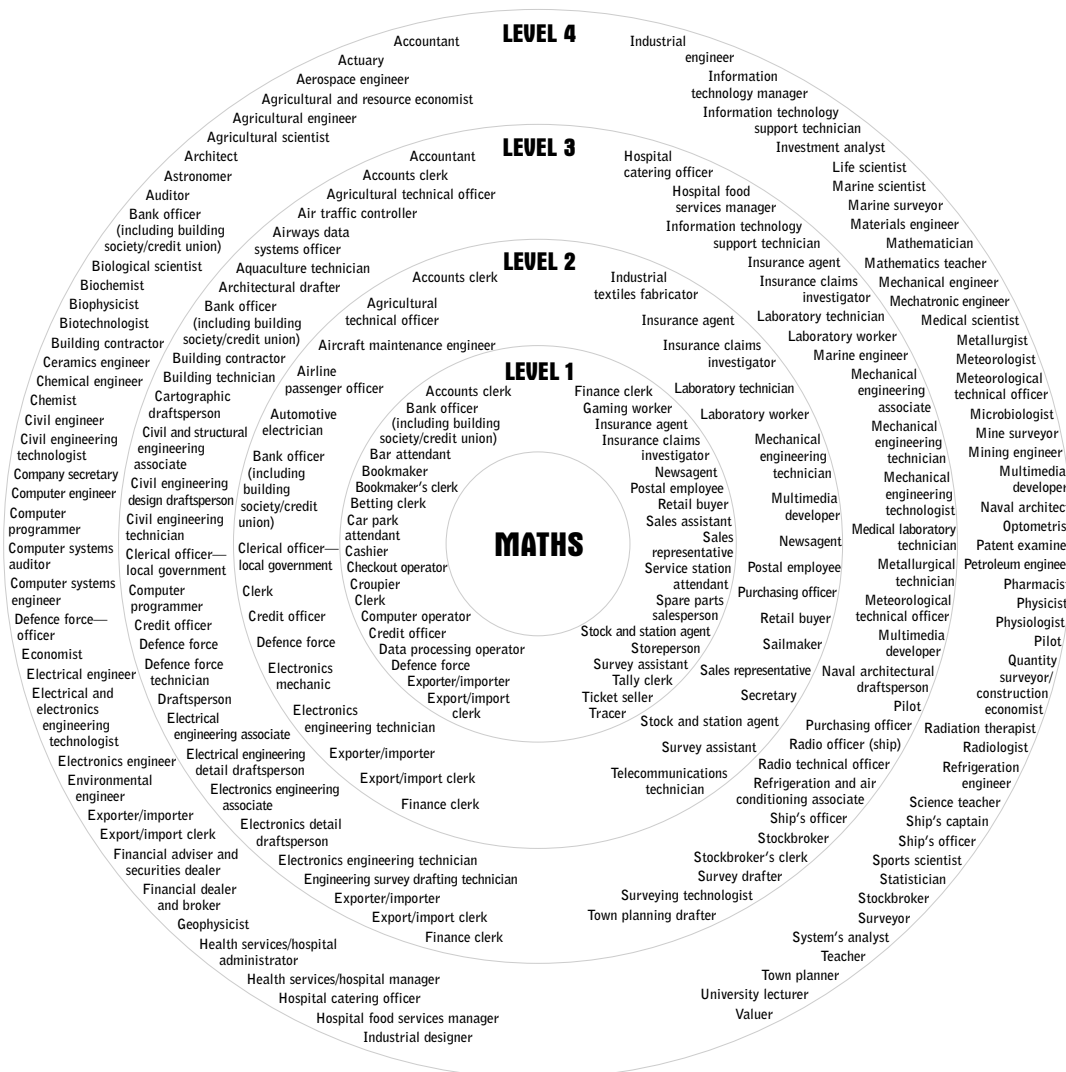 LEVEL 4
Accountant
Actuary
Aerospace engineer
Agricultural and resource economist
Agricultural engineer
Agricultural scientist
Architect
Astronomer
Auditor
Bank officer
(including building
society/credit union)
Biological scientist
Biochemist
Biophysicist
Biotechnologist
Building contractor
Ceramics engineer
Chemical engineer
Chemist
Civil engineer
Civil engineering
technologist
Company secretary
Computer engineer
Computer
programmer
Computer systems
auditor
Computer systems
engineer
Defence force—
officer
Economist
Electrical engineer
Electrical and
electronics
engineering
technologist
Electronics engineer
Environmental
engineer
Exporter/importer
Export/import clerk
Financial adviser and
securities dealer
Financial dealer
and broker
Geophysicist
Health services/hospital
administrator
Health services/hospital manager
Hospital catering officer
Hospital food services manager
Industrial designer
Industrial
engineer
Information
technology manager
Information technology
support technician
Investment analyst
Life scientist
Marine scientist
Marine surveyor
Materials engineer
Mathematician
Mathematics teacher
Mechanical engineer
Mechatronic engineer
Medical scientist
Metallurgist
Meteorologist
Meteorological
technical officer
Microbiologist
Mine surveyor
Mining engineer
Multimedia
developer
Naval architec
Optometris
Patent examine
Petroleum enginee
Pharmacis
Physicist
Physiologist
Pilot
Quantity
surveyor/
construction
economist
Radiation therapist
Radiologist
Refrigeration
engineer
Science teacher
Ship's captain
Ship's officer
Sports scientist
Statistician
Stockbroker
Surveyor
System's analyst
Teacher
Town planner
University lecturer
Valuer
LEVEL 3
Accountant
Accounts clerk
Agricultural technical officer
Air traffic controller
Airways data
systems officer
Aquaculture technician
Architectural drafter
Bank officer
(including building
society/credit union)
Building contractor
Building technician
Cartographic
draftsperson
Civil and structural
engineering
associate
Civil engineering
design draftsperson
Civil engineering
technician
Clerical officer—
local government
Computer
programmer
Credit officer
Defence force
Defence force
technician
Draftsperson
Electrical
engineering associate
Electrical engineering
detail draftsperson
Electronics engineering
associate
Electronics detail
draftsperson
Electronics engineering technician
Engineering survey drafting technician
Exporter/importer
Export/import clerk
Finance clerk
Hospital
catering officer
Hospital food
services manager
Information technology
support technician
Insurance agent
Insurance claims
investigator
Laboratory technician
Laboratory worker
Marine engineer
Mechanical
engineering
associate
Mechanical
engineering
technician
Mechanical
engineering
technologist
Medical laboratory
technician
Metallurgical
technician
Meteorological
technical officer
Multimedia
developer
Naval architectural
draftsperson
Pilot
Purchasing officer
Radio officer (ship)
Radio technical officer
Refrigeration and air
conditioning associate
Ship's officer
Stockbroker
Stockbroker's clerk
Survey drafter
Surveying technologist
Town planning drafter
LEVEL 2
Accounts clerk
Agricultural
technical officer
Aircraft maintenance engineer
Airline
passenger officer
Automotive
electrician
Bank officer
(including
building
society/credit
union)
Clerical officer—
local government
Clerk
Credit officer
Defence force
Electronics
mechanic
Electronics
engineering technician
Exporter/importer
Export/import clerk
Finance clerk
Industrial
textiles fabricator
Insurance agent
Insurance claims
investigator
Laboratory technician
Laboratory worker
Mechanical
engineering
technician
Multimedia
developer
Newsagent
Postal employee
Purchasing officer
Retail buyer
Sailmaker
Sales representative
Secretary
Stock and station agent
Survey assistant
Telecommunications
technician
LEVEL 1
Accounts clerk
Bank officer
(including building
society/credit union)
Bar attendant
Bookmaker
Bookmaker's clerk
Betting clerk
Car park
attendant
Cashier
Checkout operator
Croupier
Clerk
Computer operator
Credit officer
Data processing operator
Defence force
Exporter/importer
Export/import
clerk
Finance clerk
Gaming worker
Insurance agent
Insurance claims
investigator
Newsagent
Postal employee
Retail buyer
Sales assistant
Sales
representative
Service station
attendant
Spare parts
salesperson
Stock and station agent
Storeperson
Survey assistant
Tally clerk
Ticket seller
Tracer
MATHS